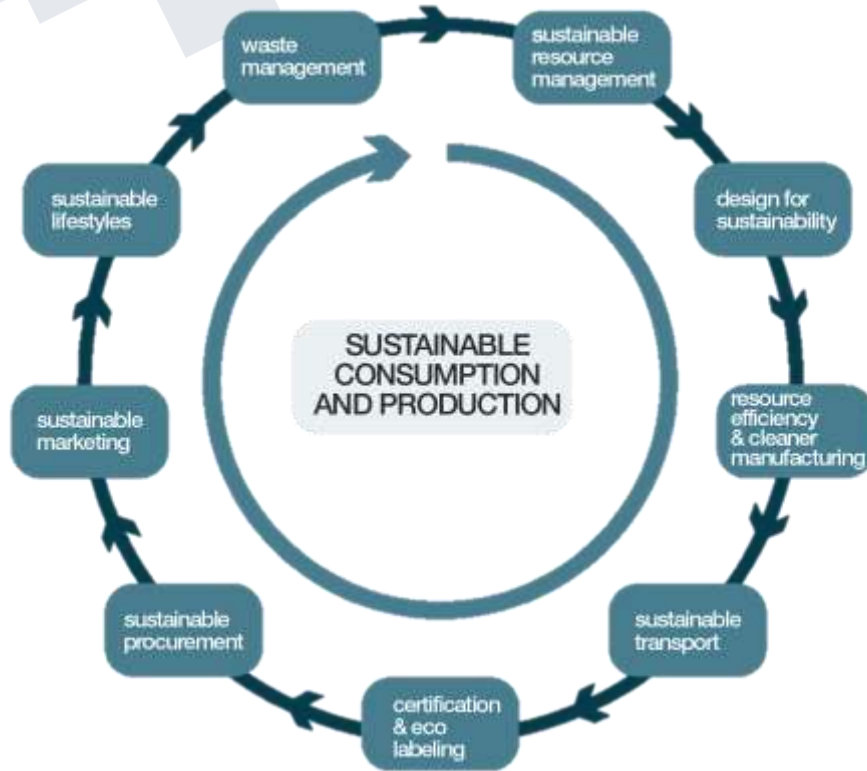 waste
management
sustainable
resource
management
design for
sustainability
resource
efficiency
& cleaner
manufacturing
sustainable
transport
certification
& eco
labeling
sustainable
procurement
sustainable
marketing
sustainable
lifestyles
SUSTAINABLE
CONSUMPTION
AND PRODUCTION